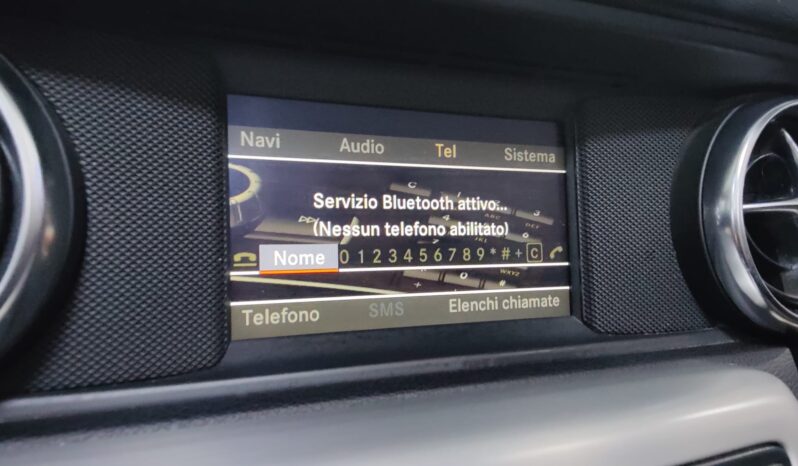 Navi Audio Tel Sistema
Servizio Bluetooth attivo...
(Nessun telefono abilitato)
Nome 0 1 2 3 4 5 6 7 8 9 * # + C
Telefono SMS Elenchi chiamate